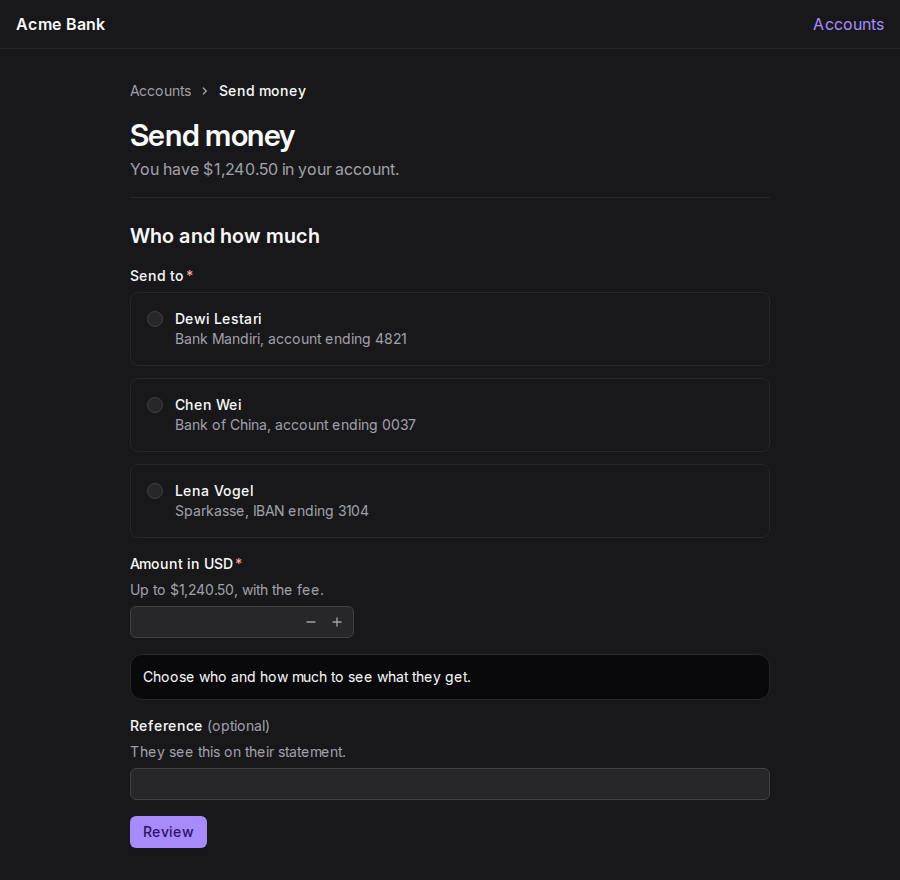 Acme Bank
Accounts
Accounts > Send money
Send money
You have $1,240.50 in your account.
Who and how much
Send to *
Dewi Lestari
Bank Mandiri, account ending 4821
Chen Wei
Bank of China, account ending 0037
Lena Vogel
Sparkasse, IBAN ending 3104
Amount in USD *
Up to $1,240.50, with the fee.
Choose who and how much to see what they get.
Reference (optional)
They see this on their statement.
Review